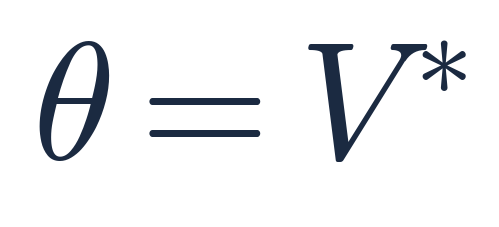 θ = V*